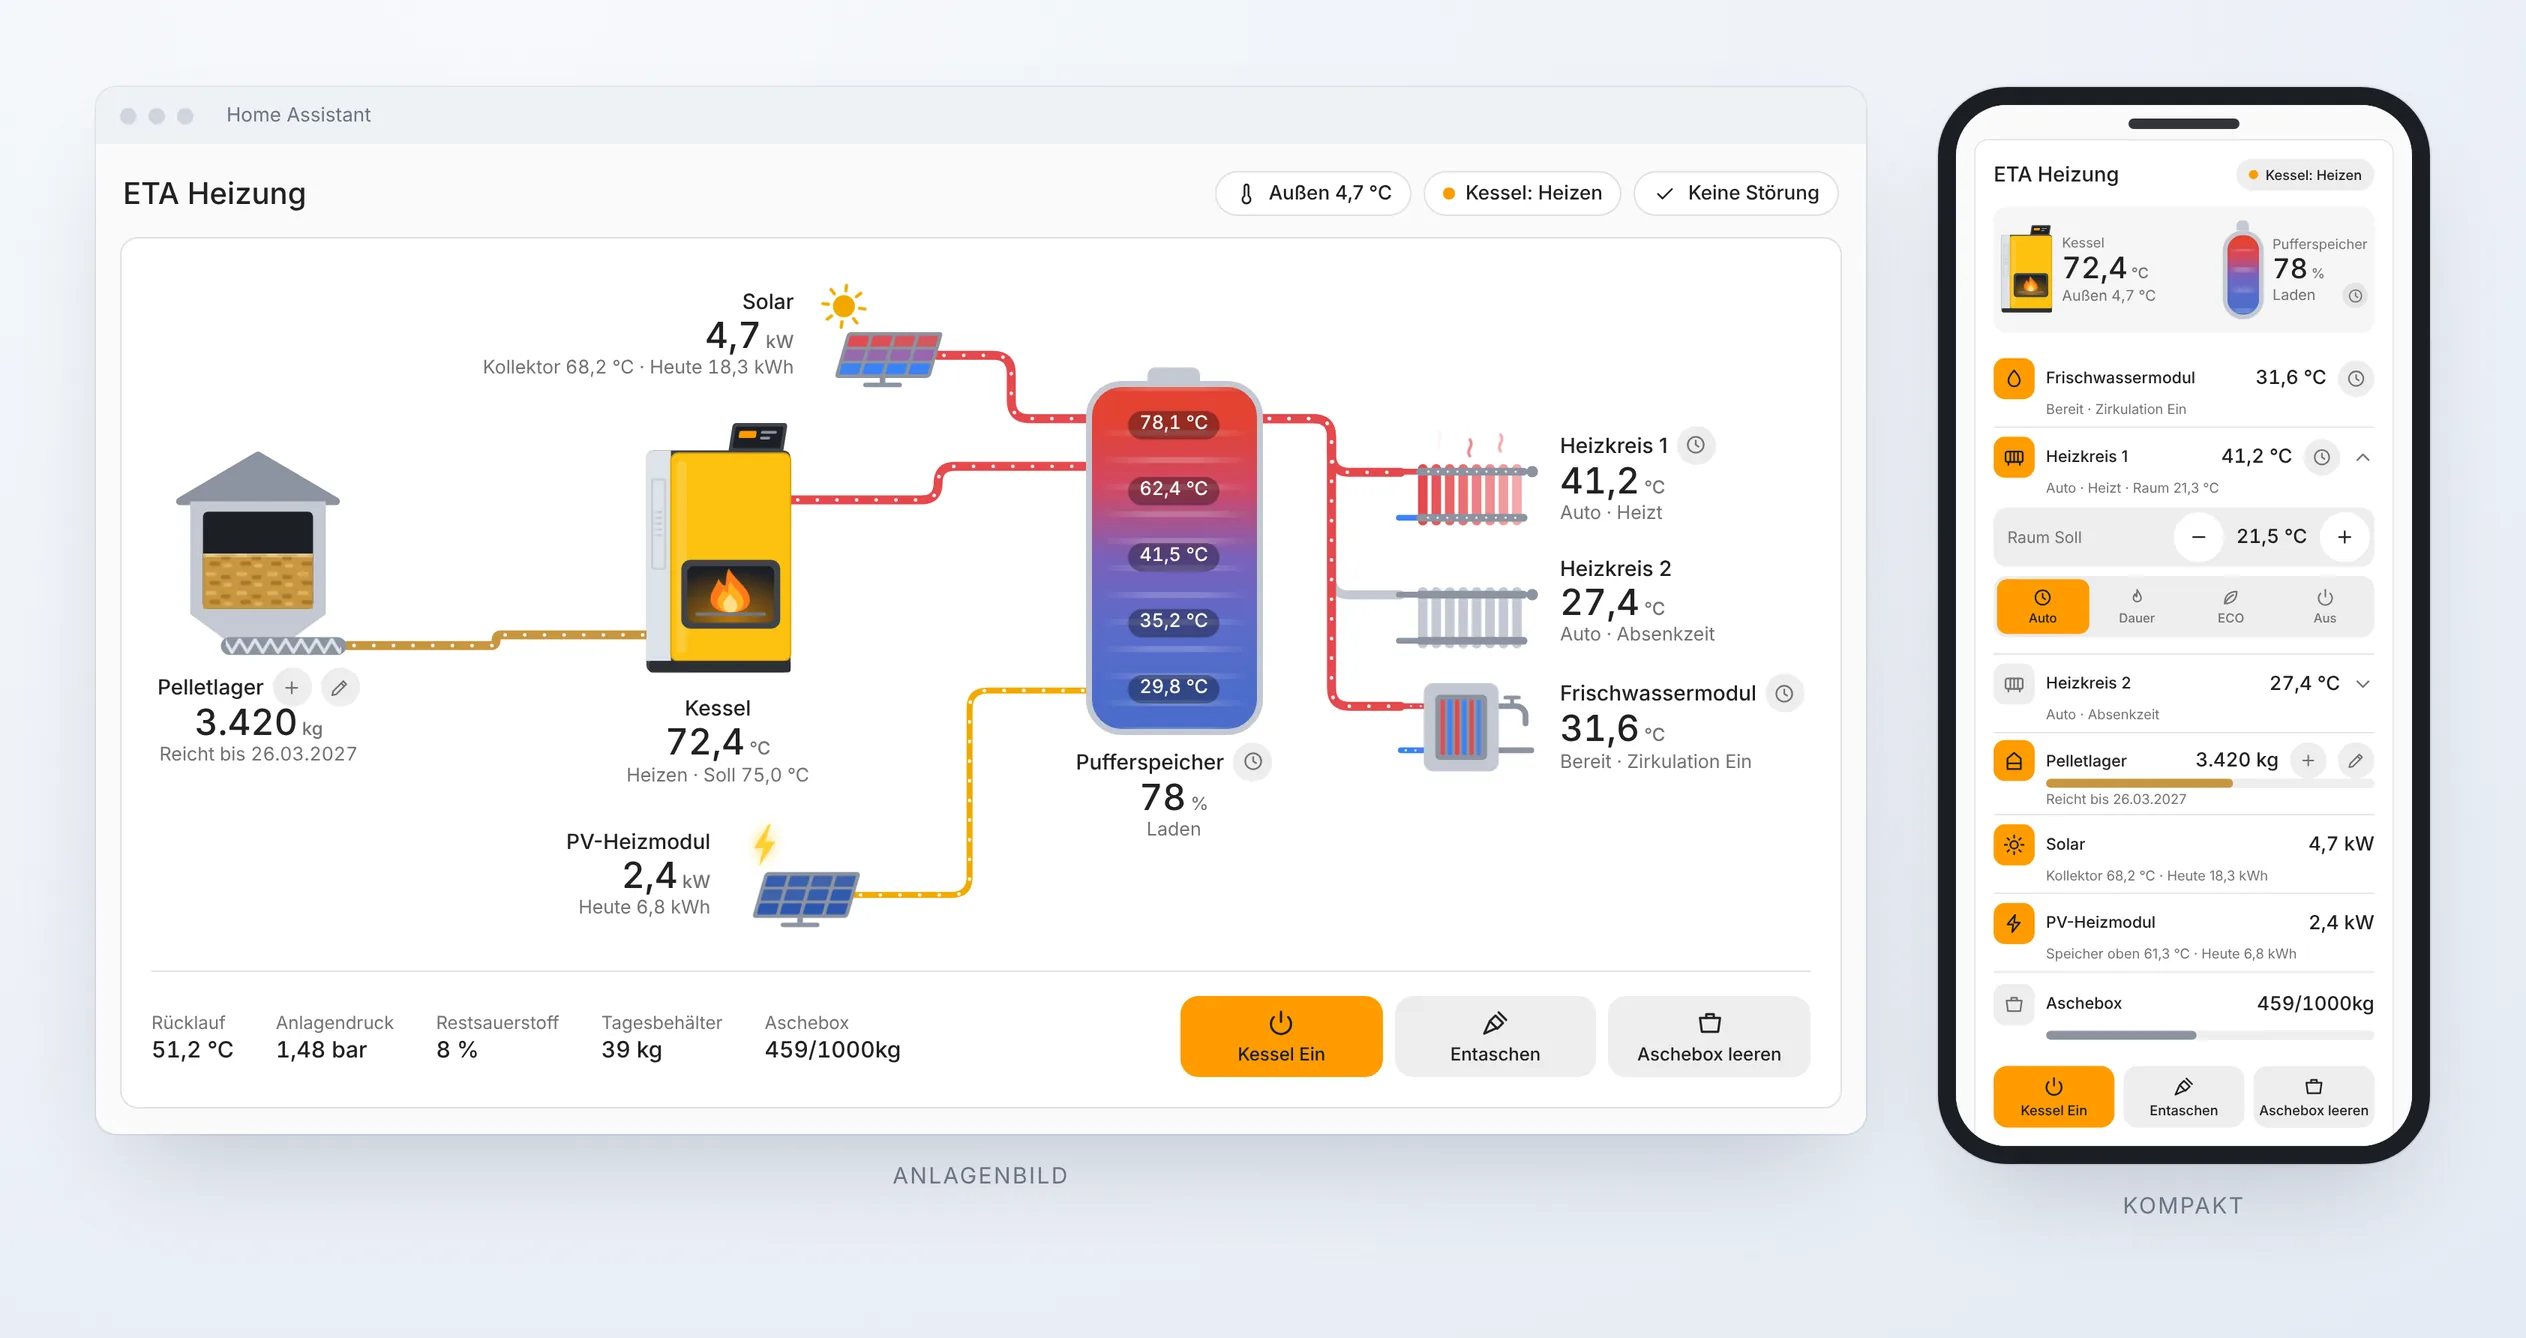 Home Assistant
ETA Heizung
Außen 4,7 °C
Kessel: Heizen
Keine Störung
Solar
4,7 kW
Kollektor 68,2 °C · Heute 18,3 kWh
78,1 °C
62,4 °C
41,5 °C
35,2 °C
29,8 °C
Heizkreis 1
41,2 °C
Auto · Heizt
Heizkreis 2
27,4 °C
Auto · Absenkzeit
Frischwassermodul
31,6 °C
Bereit · Zirkulation Ein
Pelletlager
3.420 kg
Reicht bis 26.03.2027
Kessel
72,4 °C
Heizen · Soll 75,0 °C
Pufferspeicher
78 %
Laden
PV-Heizmodul
2,4 kW
Heute 6,8 kWh
Rücklauf
51,2 °C
Anlagendruck
1,48 bar
Restsauerstoff
8 %
Tagesbehälter
39 kg
Aschebox
459/1000kg
Kessel Ein
Entaschen
Aschebox leeren
ANLAGENBILD
ETA Heizung
Kessel: Heizen
Kessel
72,4 °C
Außen 4,7 °C
Pufferspeicher
78 %
Laden
Frischwassermodul
31,6 °C
Bereit · Zirkulation Ein
Heizkreis 1
41,2 °C
Auto · Heizt · Raum 21,3 °C
Raum Soll
21,5 °C
Auto
Dauer
ECO
Aus
Heizkreis 2
27,4 °C
Auto · Absenkzeit
Pelletlager
3.420 kg
Reicht bis 26.03.2027
Solar
4,7 kW
Kollektor 68,2 °C · Heute 18,3 kWh
PV-Heizmodul
2,4 kW
Speicher oben 61,3 °C · Heute 6,8 kWh
Aschebox
459/1000kg
Kessel Ein
Entaschen
Aschebox leeren
KOMPAKT